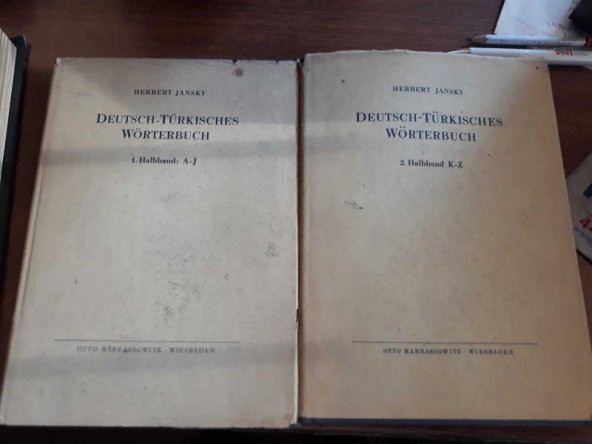 HERBERT JANSKY
DEUTSCH-TÜRKISCHES
WÖRTERBUCH
1. Halbband: A-J
OTTO HARRASSOWITZ · WIESBADEN
HERBERT JANSKY
DEUTSCH-TÜRKISCHES
WÖRTERBUCH
2. Halbband K-Z
OTTO HARRASSOWITZ · WIESBADEN